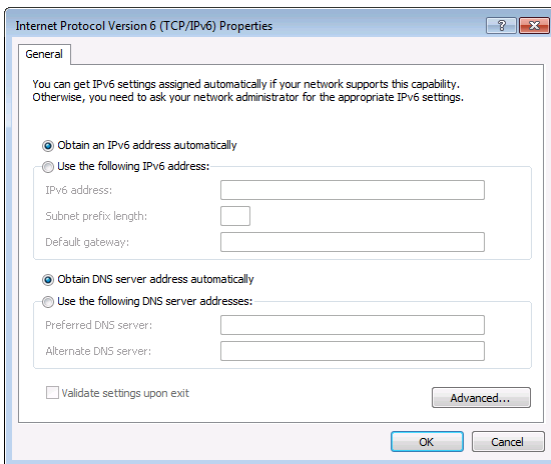 Internet Protocol Version 6 (TCP/IPv6) Properties
General
You can get IPv6 settings assigned automatically if your network supports this capability.
Otherwise, you need to ask your network administrator for the appropriate IPv6 settings.
Obtain an IPv6 address automatically
Use the following IPv6 address:
IPv6 address:
Subnet prefix length:
Default gateway:
Obtain DNS server address automatically
Use the following DNS server addresses:
Preferred DNS server:
Alternate DNS server:
Validate settings upon exit
Advanced...
OK Cancel